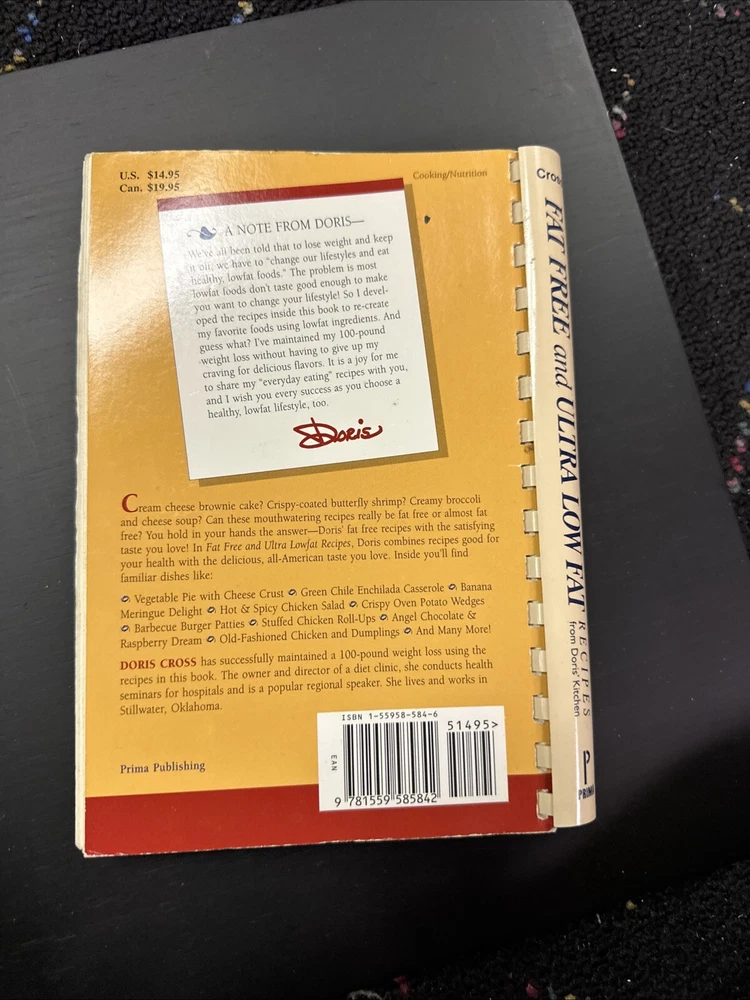 U.S. $14.95
Can. $19.95
Cooking/Nutrition
A NOTE FROM DORIS—
We've all been told that to lose weight and keep
it off, we have to "change our lifestyles and eat
healthy, lowfat foods." The problem is most
lowfat foods don't taste good enough to make
you want to change your lifestyle! So I devel-
oped the recipes inside this book to re-create
my favorite foods using lowfat ingredients. And
guess what? I've maintained my 100-pound
weight loss without having to give up my
craving for delicious flavors. It is a joy for me
to share my "everyday eating" recipes with you,
and I wish you every success as you choose a
healthy, lowfat lifestyle, too.
Doris
Cream cheese brownie cake? Crispy-coated butterfly shrimp? Creamy broccoli
and cheese soup? Can these mouthwatering recipes really be fat free or almost fat
free? You hold in your hands the answer—Doris' fat free recipes with the satisfying
taste you love! In Fat Free and Ultra Lowfat Recipes, Doris combines recipes good for
your health with the delicious, all-American taste you love. Inside you'll find
familiar dishes like:
Vegetable Pie with Cheese Crust Green Chile Enchilada Casserole Banana
Meringue Delight Hot & Spicy Chicken Salad Crispy Oven Potato Wedges
Barbecue Burger Patties Stuffed Chicken Roll-Ups Angel Chocolate &
Raspberry Dream Old-Fashioned Chicken and Dumplings And Many More!
DORIS CROSS has successfully maintained a 100-pound weight loss using the
recipes in this book. The owner and director of a diet clinic, she conducts health
seminars for hospitals and is a popular regional speaker. She lives and works in
Stillwater, Oklahoma.
Prima Publishing
ISBN 1-55958-584-6
51495>
EAN
9 781559 585842
Cross
FAT FREE and ULTRA LOW FAT
RECIPES
from Doris' Kitchen
P
PRIMA